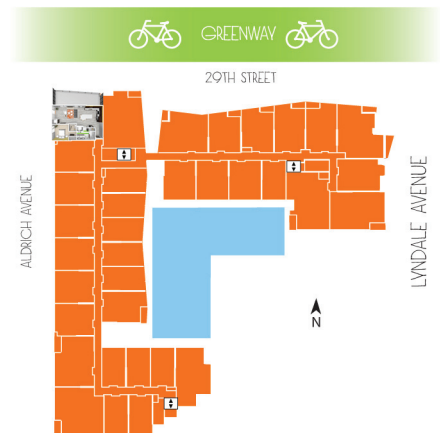 GREENWAY
29TH STREET
ALDRICH AVENUE
LYNDALE AVENUE
N